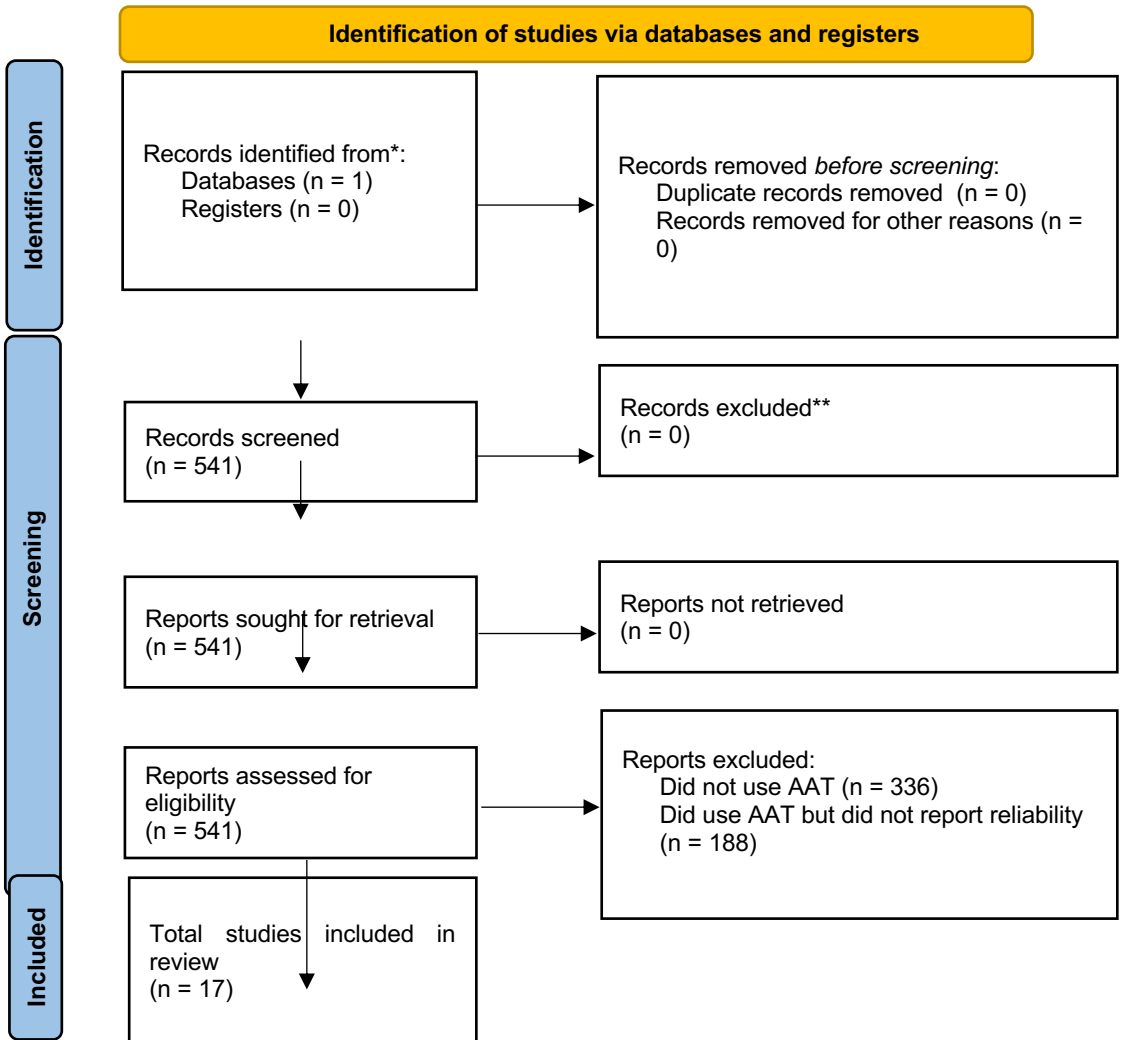 Identification of studies via databases and registers
Identification
Records identified from*:
Databases (n = 1)
Registers (n = 0)
Records removed before screening:
Duplicate records removed (n = 0)
Records removed for other reasons (n =
0)
Screening
Records screened
(n = 541)
Records excluded**
(n = 0)
Reports sought for retrieval
(n = 541)
Reports not retrieved
(n = 0)
Reports assessed for
eligibility
(n = 541)
Reports excluded:
Did not use AAT (n = 336)
Did use AAT but did not report reliability
(n = 188)
Included
Total studies included in
review
(n = 17)